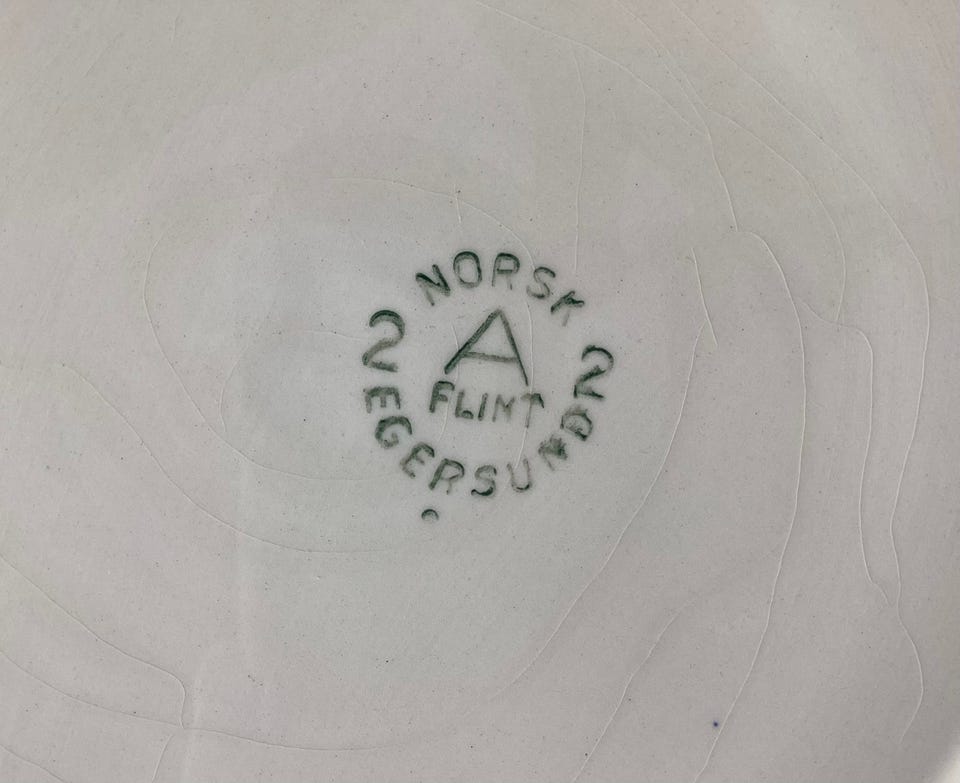 NORSK
2 A 2
FLINT
EGERSUND